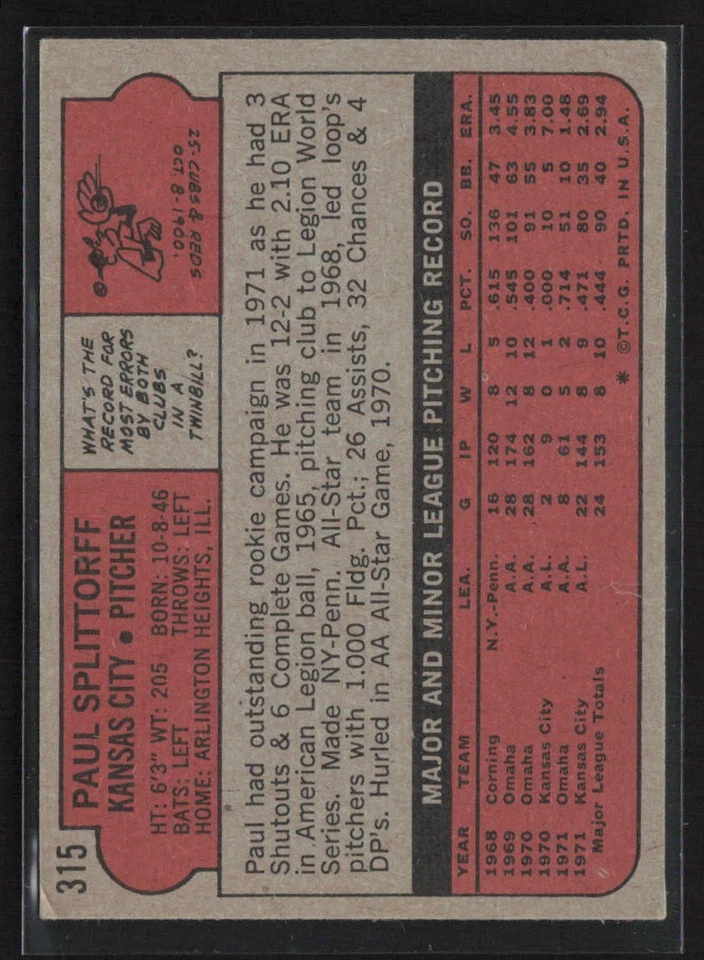 315
PAUL SPLITTORFF
KANSAS CITY • PITCHER
HT: 6'3" WT: 205 BORN: 10-8-46
BATS: LEFT THROWS: LEFT
HOME: ARLINGTON HEIGHTS, ILL.
WHAT'S THE
RECORD FOR
MOST ERRORS
BY BOTH
CLUBS
IN A
TWINBILL?
25- CUBS & REDS
OCT. 8-1900.
Paul had outstanding rookie campaign in 1971 as he had 3
Shutouts & 6 Complete Games. He was 12-2 with 2.10 ERA
in American Legion ball, 1965, pitching club to Legion World
Series. Made NY-Penn. All-Star team in 1968, led loop's
pitchers with 1.000 Fldg. Pct.; 26 Assists, 32 Chances & 4
DP's. Hurled in AA All-Star Game, 1970.
MAJOR AND MINOR LEAGUE PITCHING RECORD
YEAR TEAM LEA. G IP W L PCT. SO. BB. ERA.
1968 Corning N.Y.-Penn. 16 120 8 5 .615 136 47 3.45
1969 Omaha A.A. 28 174 12 10 .545 101 63 4.55
1970 Omaha A.A. 28 162 8 12 .400 91 55 3.83
1970 Kansas City A.L. 2 9 0 1 .000 10 5 7.00
1971 Omaha A.A. 8 61 5 2 .714 51 10 1.48
1971 Kansas City A.L. 22 144 8 9 .471 80 35 2.69
Major League Totals 24 153 8 10 .444 90 40 2.94
* ©T.C.G. PRTD. IN U.S.A.